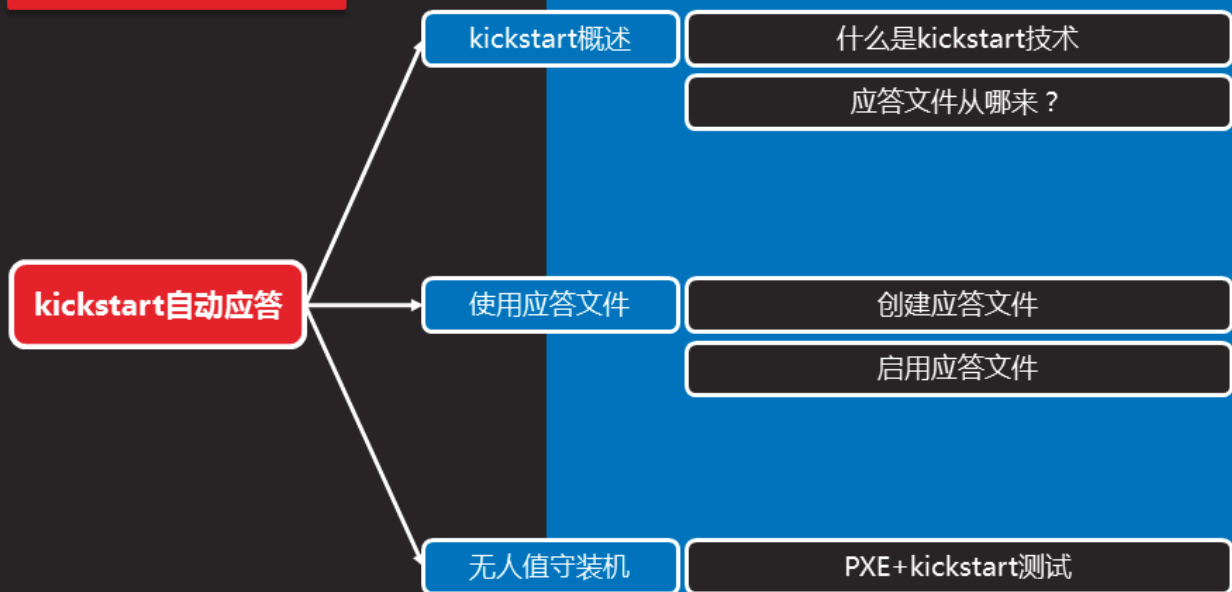 kickstart概述
什么是kickstart技术
应答文件从哪来？
kickstart自动应答
使用应答文件
创建应答文件
启用应答文件
无人值守装机
PXE+kickstart测试